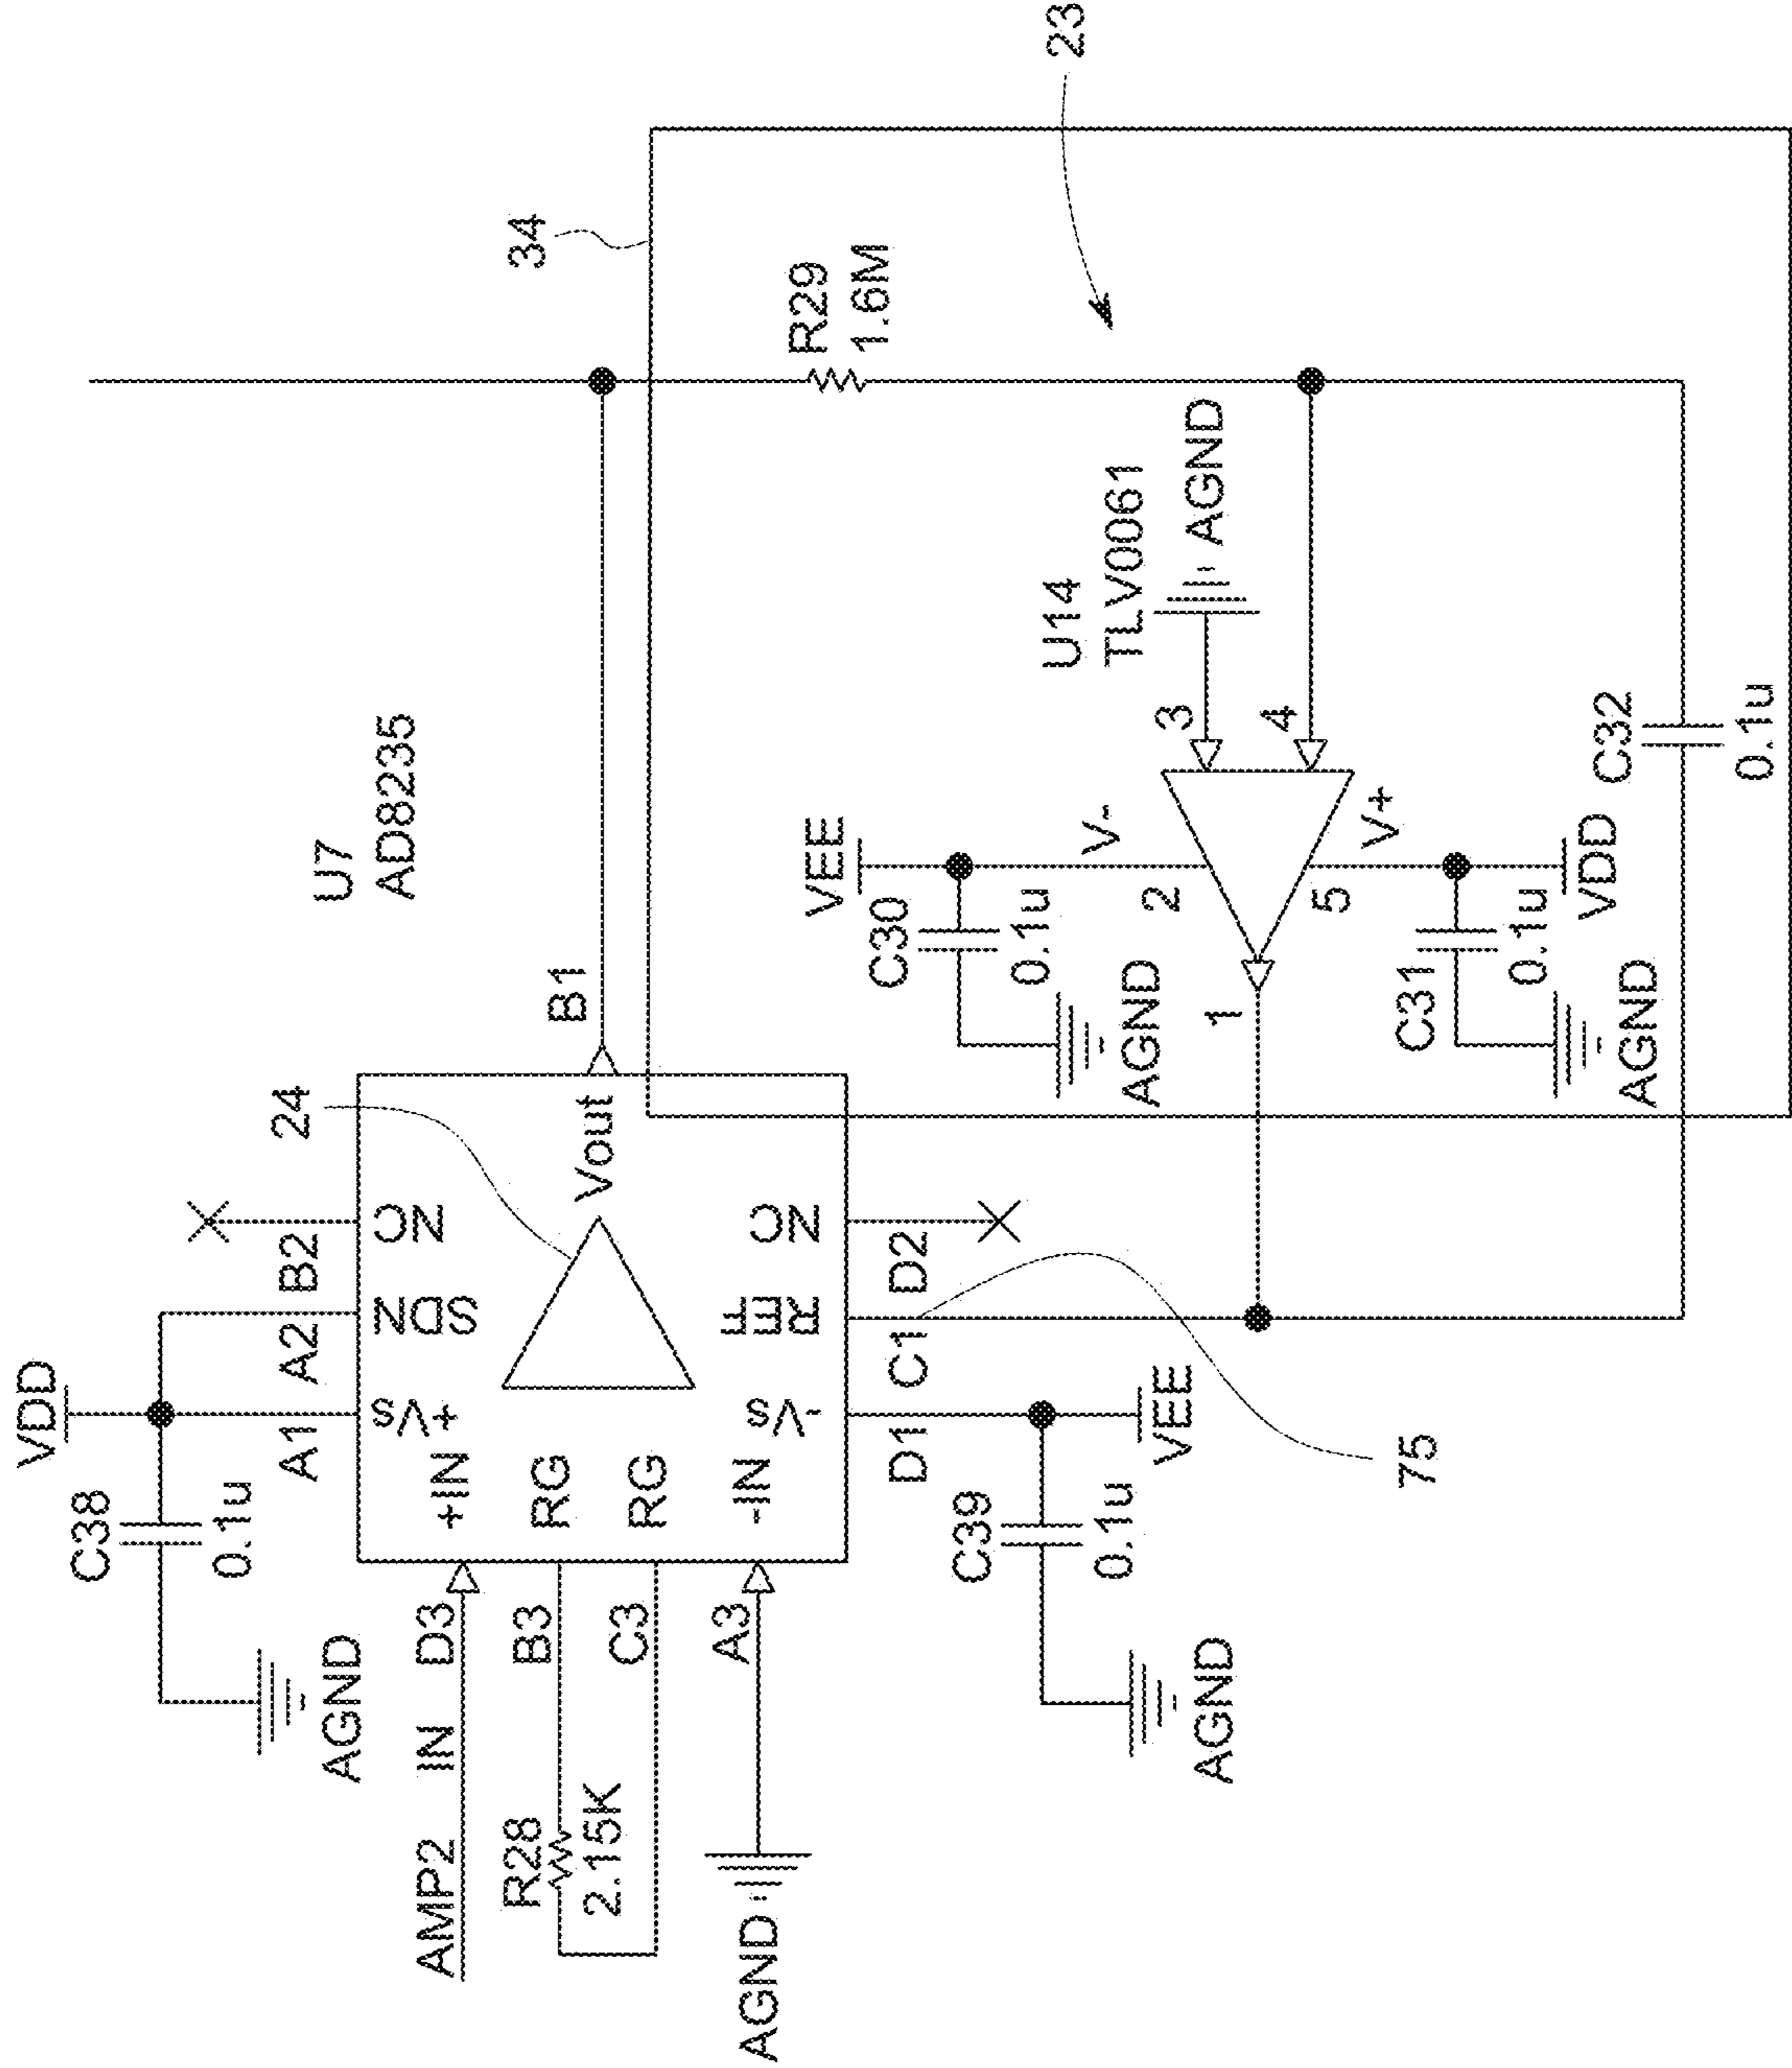 VDD
C38
0.1u
AGND
A1
A2
B2
24
U7
AD8235
+Vs
SDN
NC
AMP2 IN
D3
+IN
R28
2.15K
B3
RG
C3
RG
AGND
A3
-IN
-Vs
REF
NC
Vout
B1
D1
C1
D2
C39
0.1u
AGND
VEE
75
34
R29
1.6M
23
VEE
C30
0.1u
AGND
V-
2
U14
TLV0061
AGND
3
4
1
5
V+
C31
0.1u
AGND
VDD
C32
0.1u